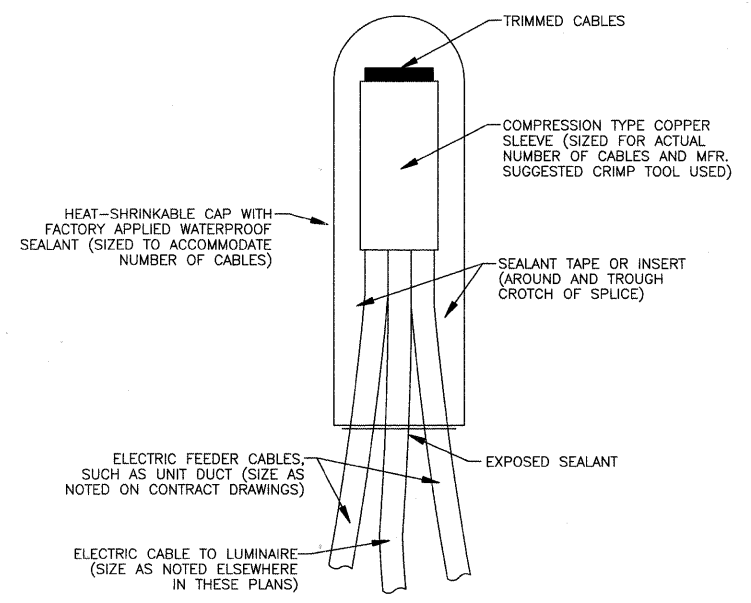 TRIMMED CABLES
COMPRESSION TYPE COPPER
SLEEVE (SIZED FOR ACTUAL
NUMBER OF CABLES AND MFR.
SUGGESTED CRIMP TOOL USED)
HEAT-SHRINKABLE CAP WITH
FACTORY APPLIED WATERPROOF
SEALANT (SIZED TO ACCOMMODATE
NUMBER OF CABLES)
SEALANT TAPE OR INSERT
(AROUND AND TROUGH
CROTCH OF SPLICE)
ELECTRIC FEEDER CABLES,
SUCH AS UNIT DUCT (SIZE AS
NOTED ON CONTRACT DRAWINGS)
EXPOSED SEALANT
ELECTRIC CABLE TO LUMINAIRE
(SIZE AS NOTED ELSEWHERE
IN THESE PLANS)